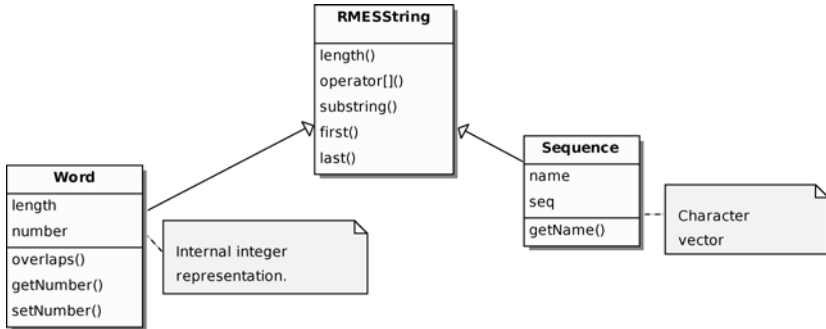 RMESString
length()
operator[]()
substring()
first()
last()
Word
length
number
overlaps()
getNumber()
setNumber()
Internal integer
representation.
Sequence
name
seq
getName()
Character
vector